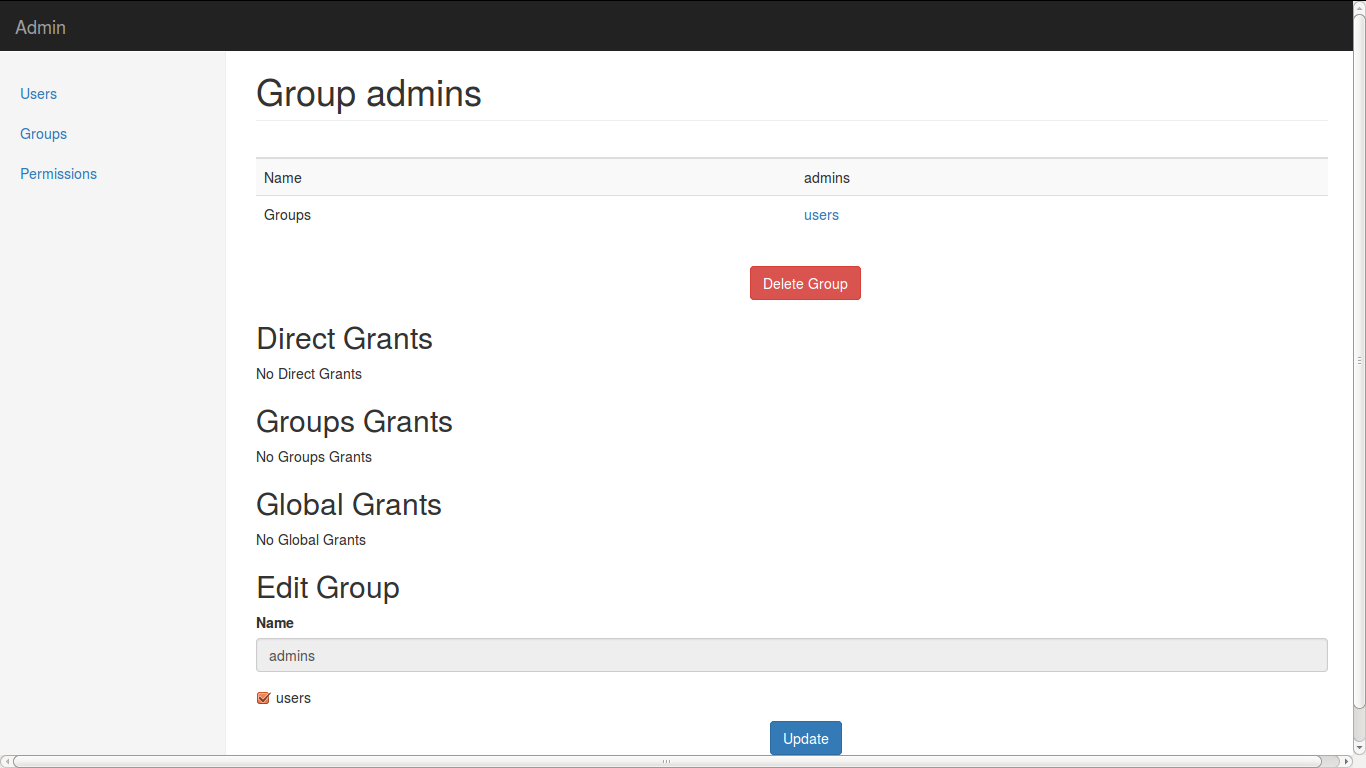 Admin
Users
Groups
Permissions
Group admins
Name admins
Groups users
Delete Group
Direct Grants
No Direct Grants
Groups Grants
No Groups Grants
Global Grants
No Global Grants
Edit Group
Name
admins
users
Update